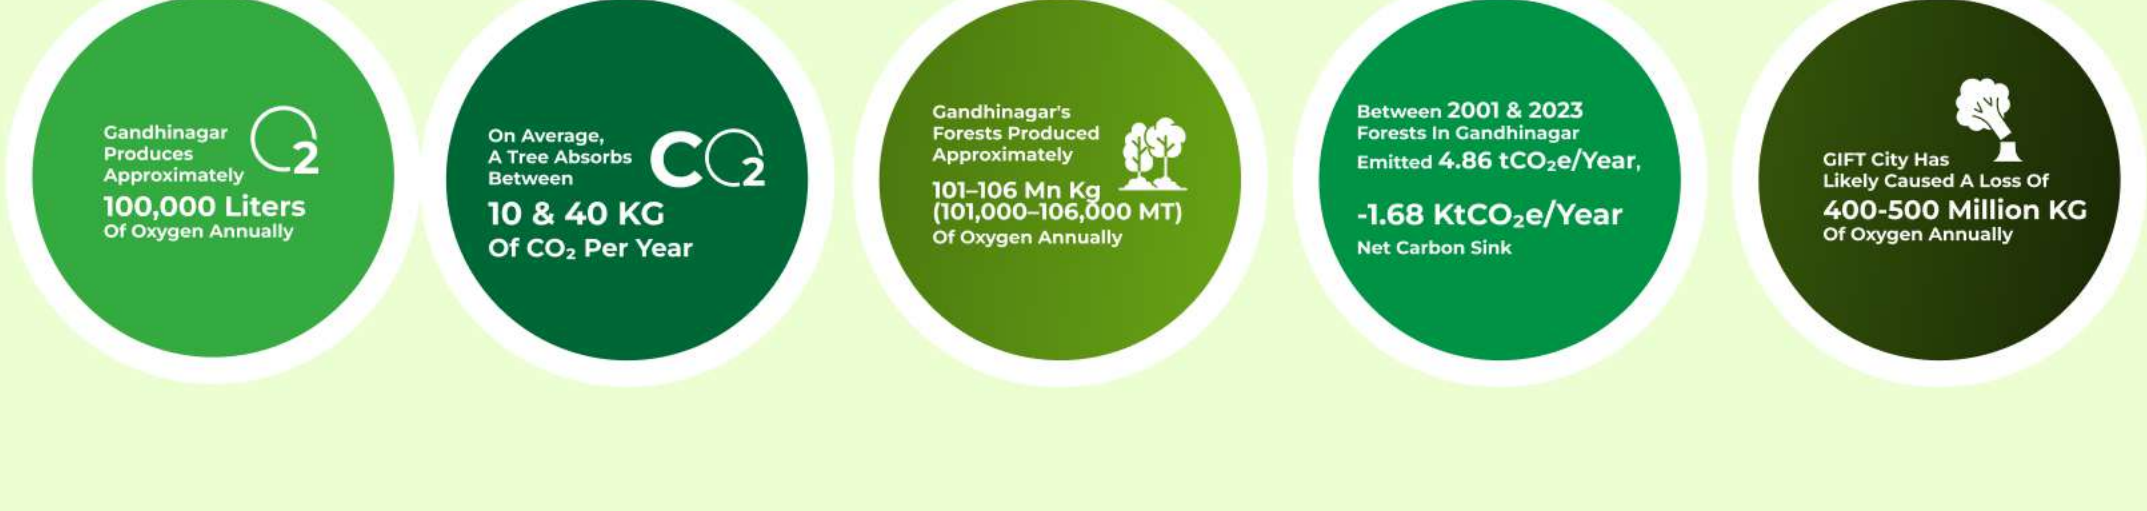 Gandhinagar
Produces
Approximately
O2
100,000 Liters
Of Oxygen Annually
On Average,
A Tree Absorbs
Between
CO2
10 & 40 KG
Of CO₂ Per Year
Gandhinagar's
Forests Produced
Approximately
101–106 Mn Kg
(101,000–106,000 MT)
Of Oxygen Annually
Between 2001 & 2023
Forests In Gandhinagar
Emitted 4.86 tCO₂e/Year,
-1.68 KtCO₂e/Year
Net Carbon Sink
GIFT City Has
Likely Caused A Loss Of
400-500 Million KG
Of Oxygen Annually